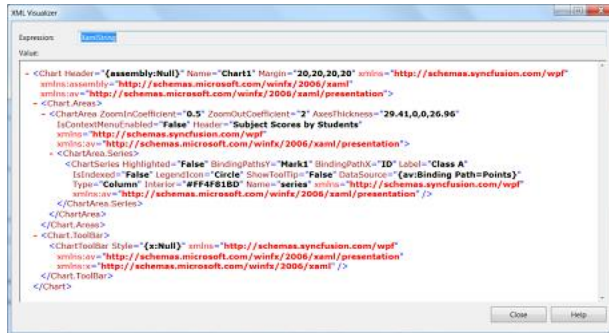 XML Visualizer
Expression: XamlString
Value:
- <Chart Header="{assembly:Null}" Name="Chart1" Margin="20,20,20,20" xmlns="http://schemas.syncfusion.com/wpf"
xmlns:assembly="http://schemas.microsoft.com/winfx/2006/xaml"
xmlns:av="http://schemas.microsoft.com/winfx/2006/xaml/presentation">
- <Chart.Areas>
- <ChartArea ZoomInCoefficient="0.5" ZoomOutCoefficient="2" AxesThickness="29.41,0,0,26.96"
IsContextMenuEnabled="False" Header="Subject Scores by Students"
xmlns="http://schemas.syncfusion.com/wpf"
xmlns:av="http://schemas.microsoft.com/winfx/2006/xaml/presentation">
- <ChartArea.Series>
<ChartSeries Highlighted="False" BindingPathsY="Mark1" BindingPathX="ID" Label="Class A"
IsIndexed="False" LegendIcon="Circle" ShowToolTip="False" DataSource="{av:Binding Path=Points}"
Type="Column" Interior="#FF4F81BD" Name="series" xmlns="http://schemas.syncfusion.com/wpf"
xmlns:av="http://schemas.microsoft.com/winfx/2006/xaml/presentation" />
</ChartArea.Series>
</ChartArea>
</Chart.Areas>
- <Chart.ToolBar>
<ChartToolBar Style="{x:Null}" xmlns="http://schemas.syncfusion.com/wpf"
xmlns:av="http://schemas.microsoft.com/winfx/2006/xaml/presentation"
xmlns:x="http://schemas.microsoft.com/winfx/2006/xaml" />
</Chart.ToolBar>
</Chart>
Close Help